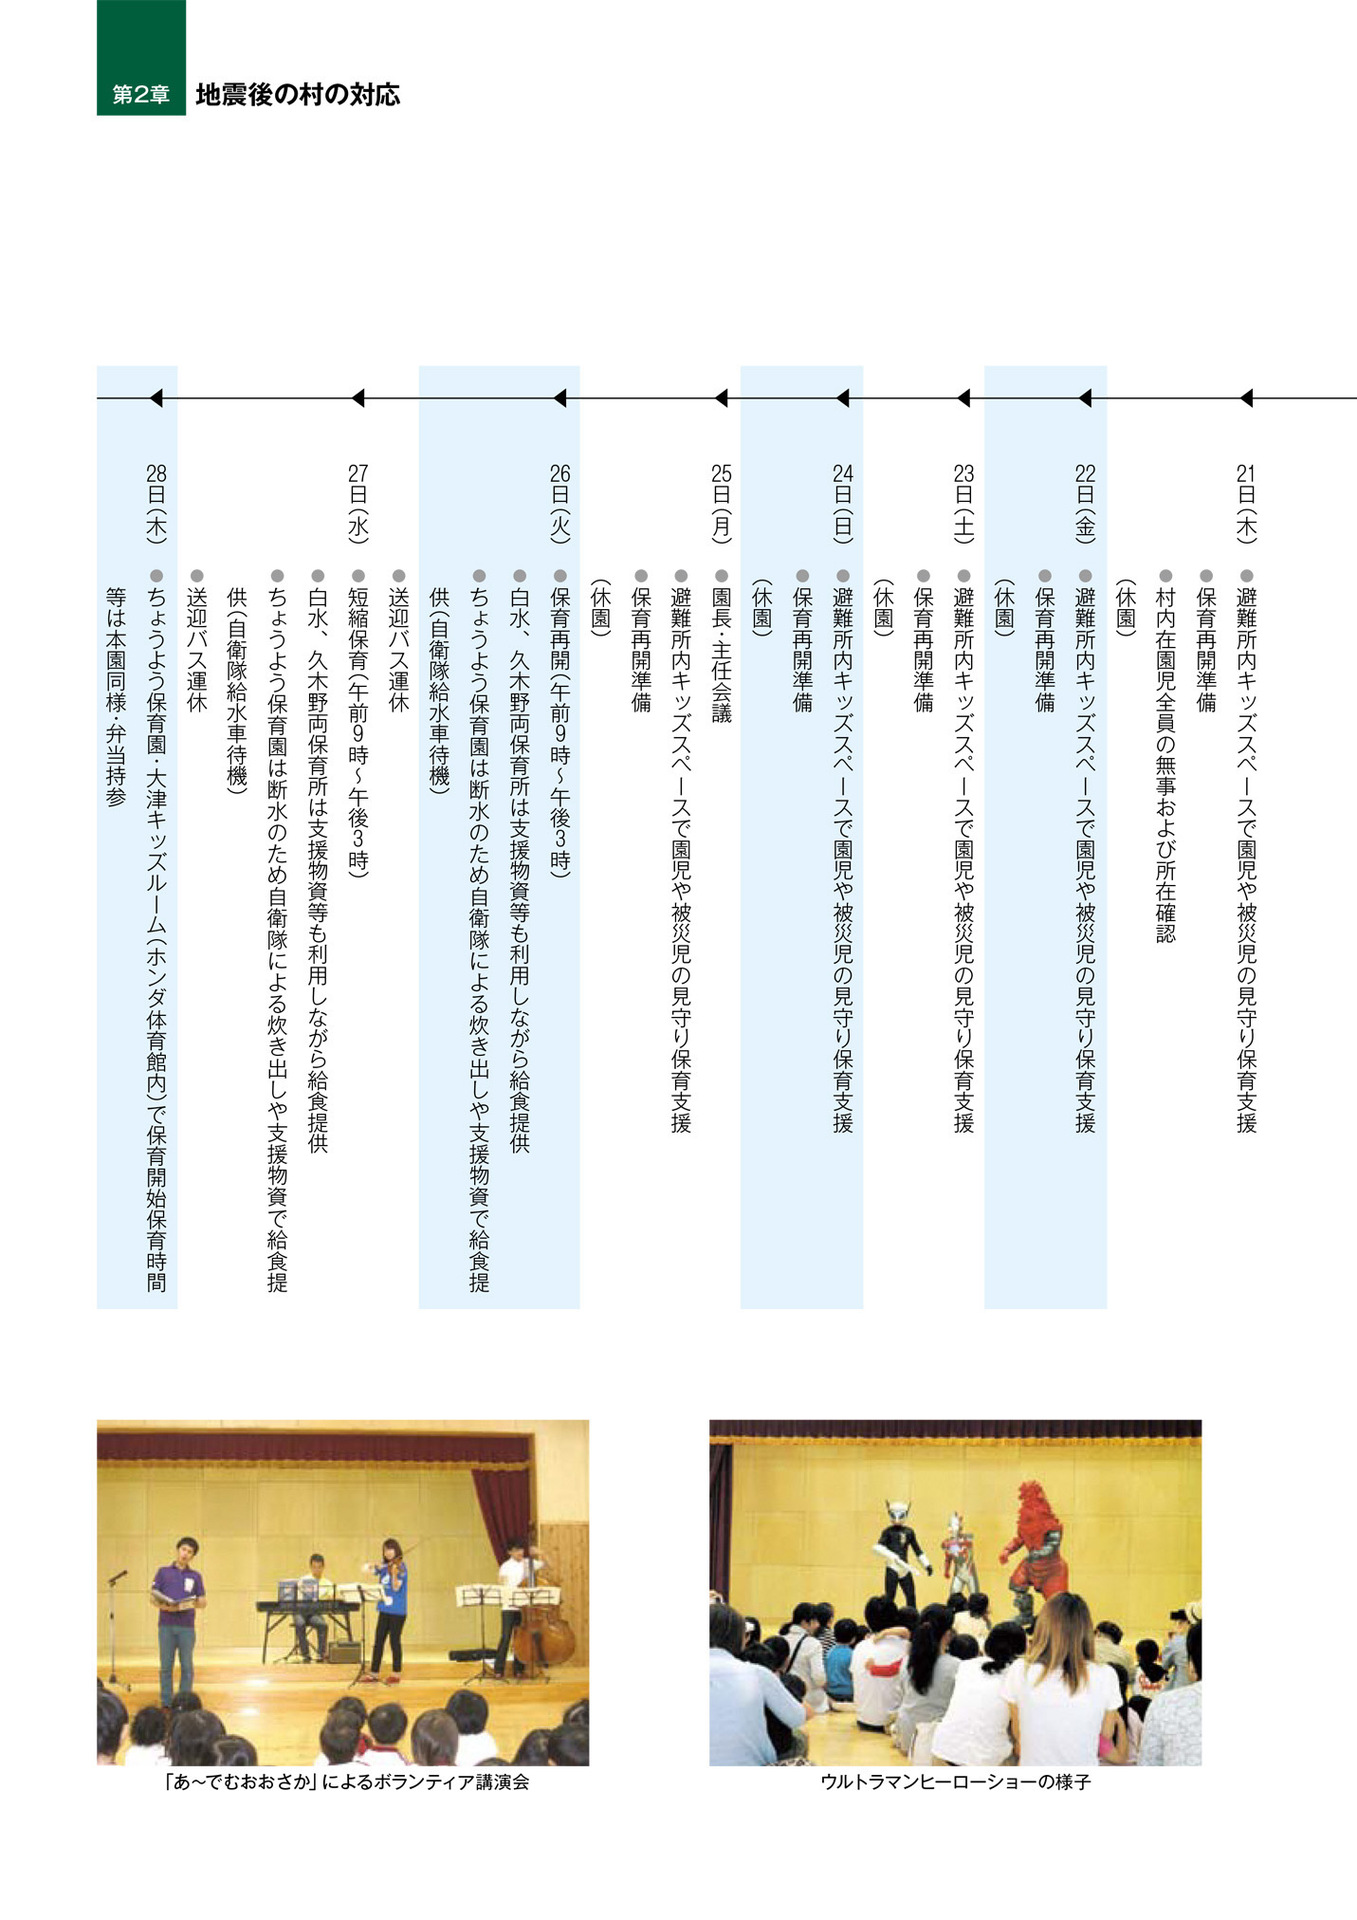 第2章
地震後の村の対応
21日（木）
●避難所内キッズスペースで園児や被災児の見守り保育支援
●保育再開準備
●村内在園児全員の無事および所在確認
（休園）
22日（金）
●避難所内キッズスペースで園児や被災児の見守り保育支援
●保育再開準備
（休園）
23日（土）
●避難所内キッズスペースで園児や被災児の見守り保育支援
●保育再開準備
（休園）
24日（日）
●避難所内キッズスペースで園児や被災児の見守り保育支援
●保育再開準備
（休園）
25日（月）
●園長・主任会議
●避難所内キッズスペースで園児や被災児の見守り保育支援
●保育再開準備
（休園）
26日（火）
●保育再開（午前9時～午後3時）
●白水、久木野両保育所は支援物資等も利用しながら給食提供
●ちょうよう保育園は断水のため自衛隊による炊き出しや支援物資で給食提
供（自衛隊給水車待機）
●送迎バス運休
27日（水）
●短縮保育（午前9時～午後3時）
●白水、久木野両保育所は支援物資等も利用しながら給食提供
●ちょうよう保育園は断水のため自衛隊による炊き出しや支援物資で給食提
供（自衛隊給水車待機）
●送迎バス運休
28日（木）
●ちょうよう保育園・大津キッズルーム（ホンダ体育館内）で保育開始保育時間
等は本園同様・弁当持参
「あ～でむおおさか」によるボランティア講演会
ウルトラマンヒーローショーの様子